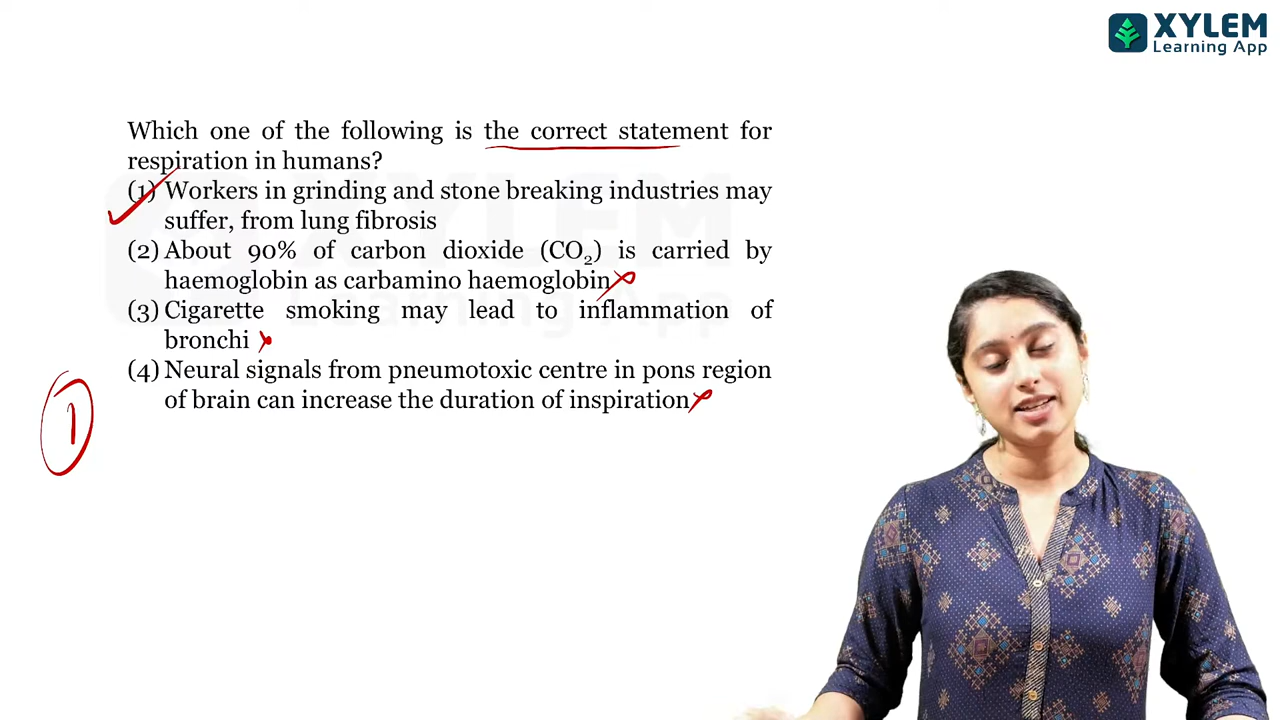 XYLEM
Learning App
Which one of the following is the correct statement for
respiration in humans?
(1) Workers in grinding and stone breaking industries may
suffer, from lung fibrosis
(2) About 90% of carbon dioxide (CO₂) is carried by
haemoglobin as carbamino haemoglobin
(3) Cigarette smoking may lead to inflammation of
bronchi
(4) Neural signals from pneumotoxic centre in pons region
of brain can increase the duration of inspiration
1
XYLEM
Learning App